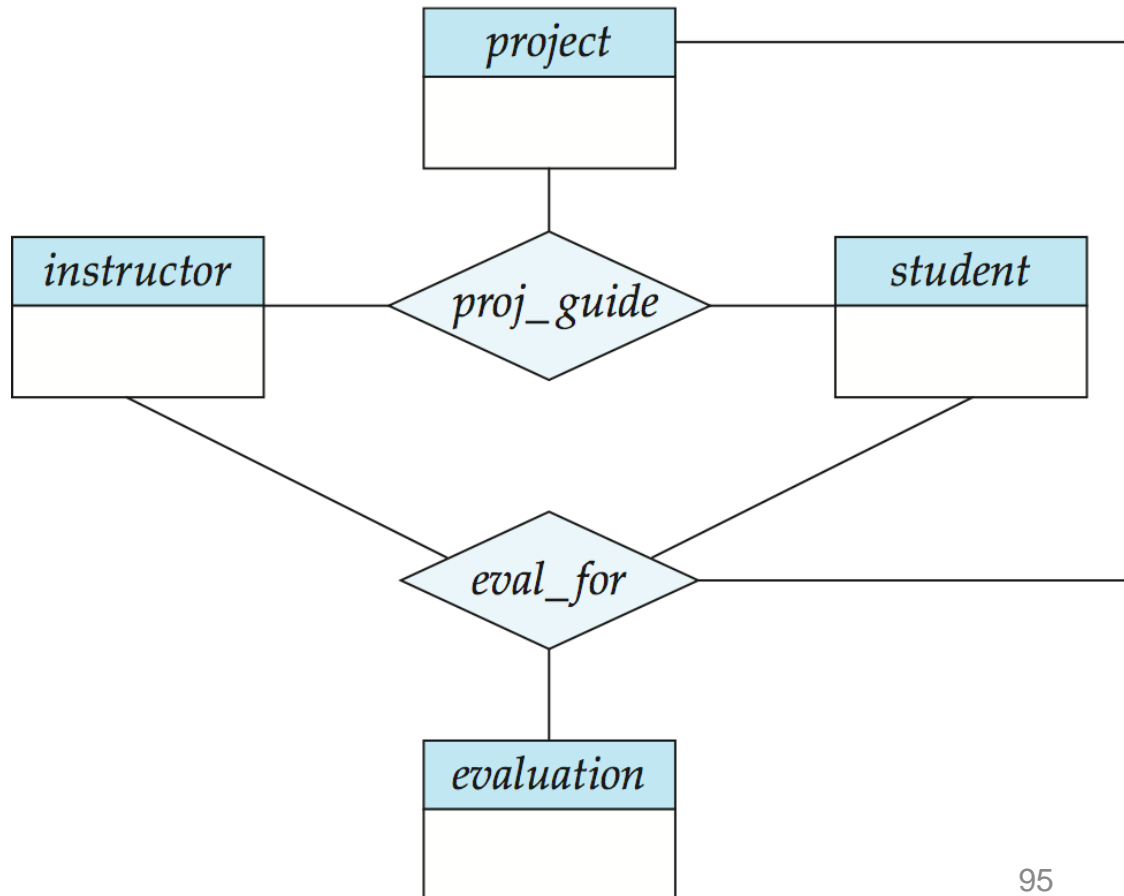 project
instructor
proj_guide
student
eval_for
evaluation
95